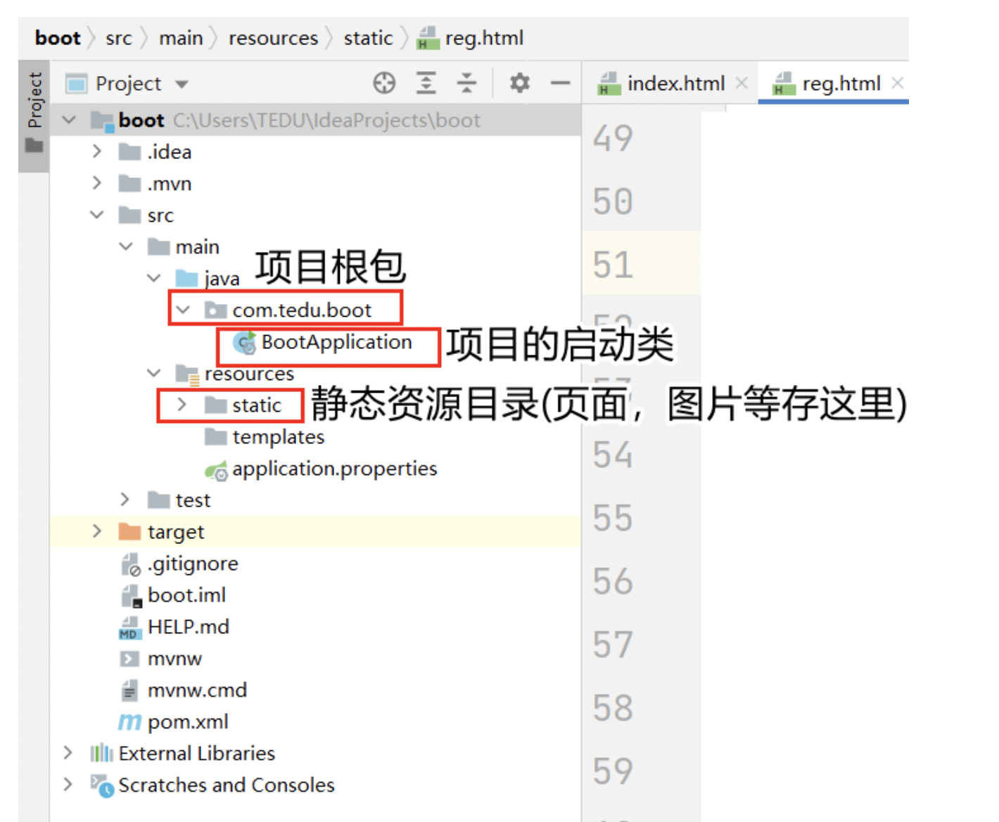 boot src main resources static reg.html
Project
Project
index.html reg.html
boot C:\Users\TEDU\IdeaProjects\boot
49
.idea
.mvn
50
src
main
项目根包
51
java
com.tedu.boot
BootApplication
项目的启动类
resources
static
静态资源目录(页面，图片等存这里)
templates
54
application.properties
test
55
target
.gitignore
56
boot.iml
HELP.md
57
mvnw
mvnw.cmd
58
pom.xml
External Libraries
59
Scratches and Consoles